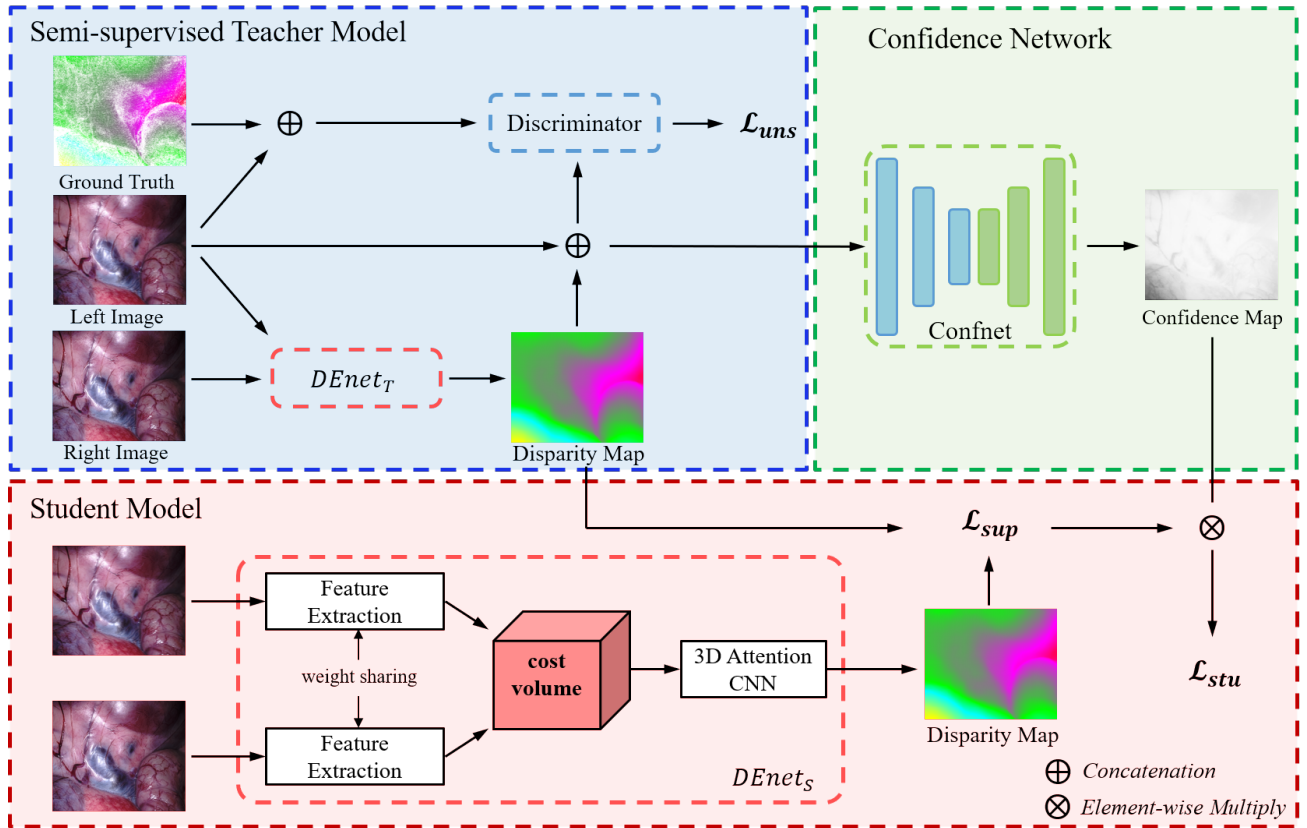 Semi-supervised Teacher Model
Ground Truth
Left Image
Right Image
Discriminator
𝓛uns
DEnet_T
Disparity Map
Confidence Network
Confnet
Confidence Map
Student Model
Feature
Extraction
weight sharing
Feature
Extraction
cost
volume
3D Attention
CNN
DEnet_S
𝓛sup
Disparity Map
𝓛stu
⊕ Concatenation
⊗ Element-wise Multiply